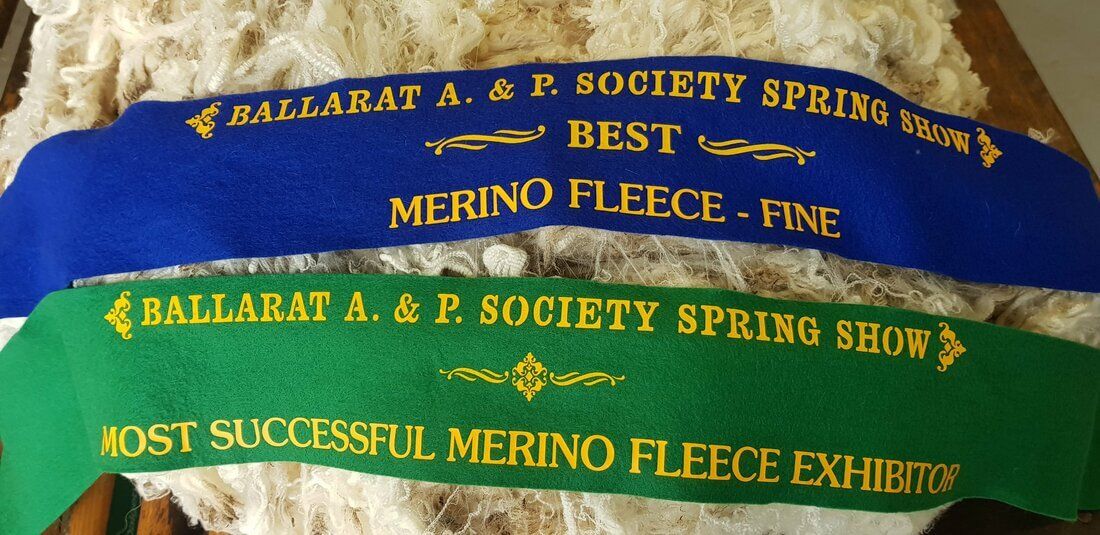 BALLARAT A. & P. SOCIETY SPRING SHOW
BEST
MERINO FLEECE - FINE
BALLARAT A. & P. SOCIETY SPRING SHOW
MOST SUCCESSFUL MERINO FLEECE EXHIBITOR